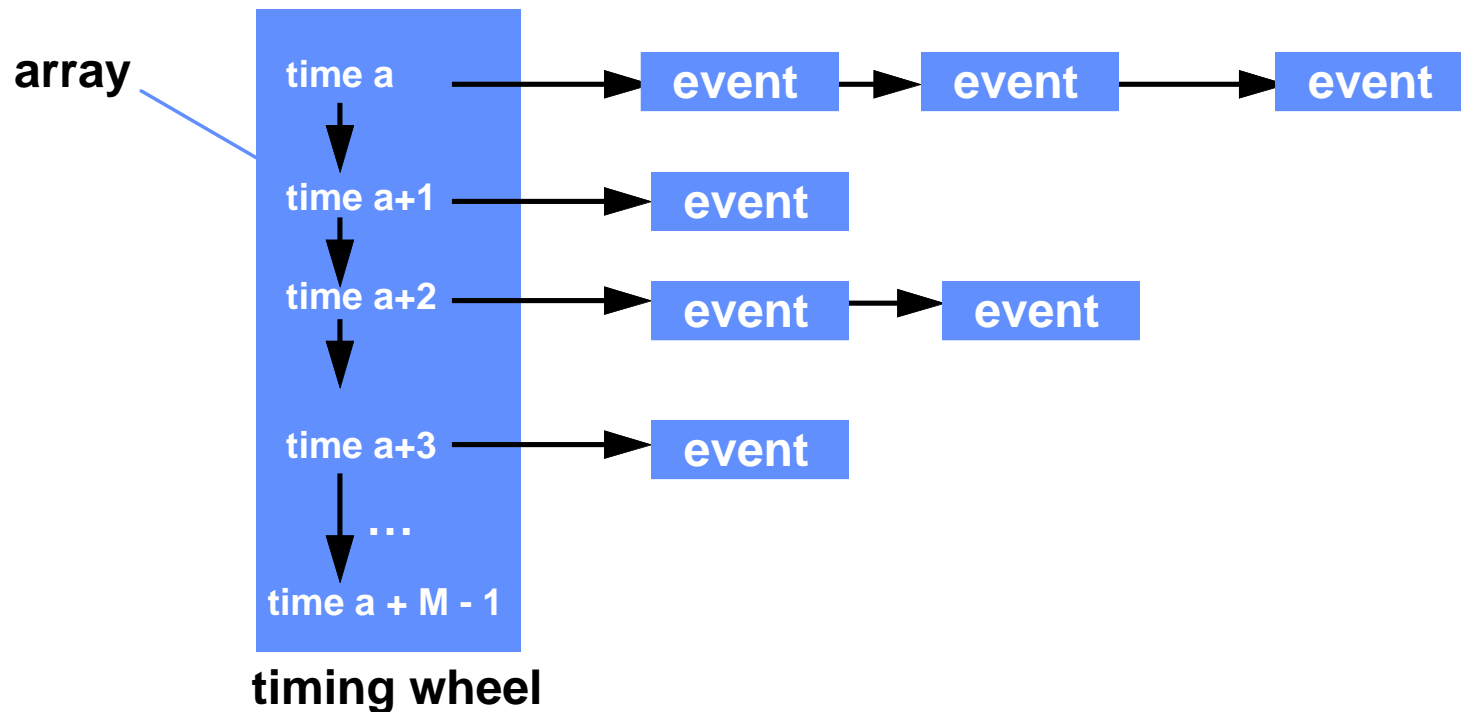 array
time a
event
event
event
time a+1
event
time a+2
event
event
time a+3
event
...
time a + M - 1
timing wheel